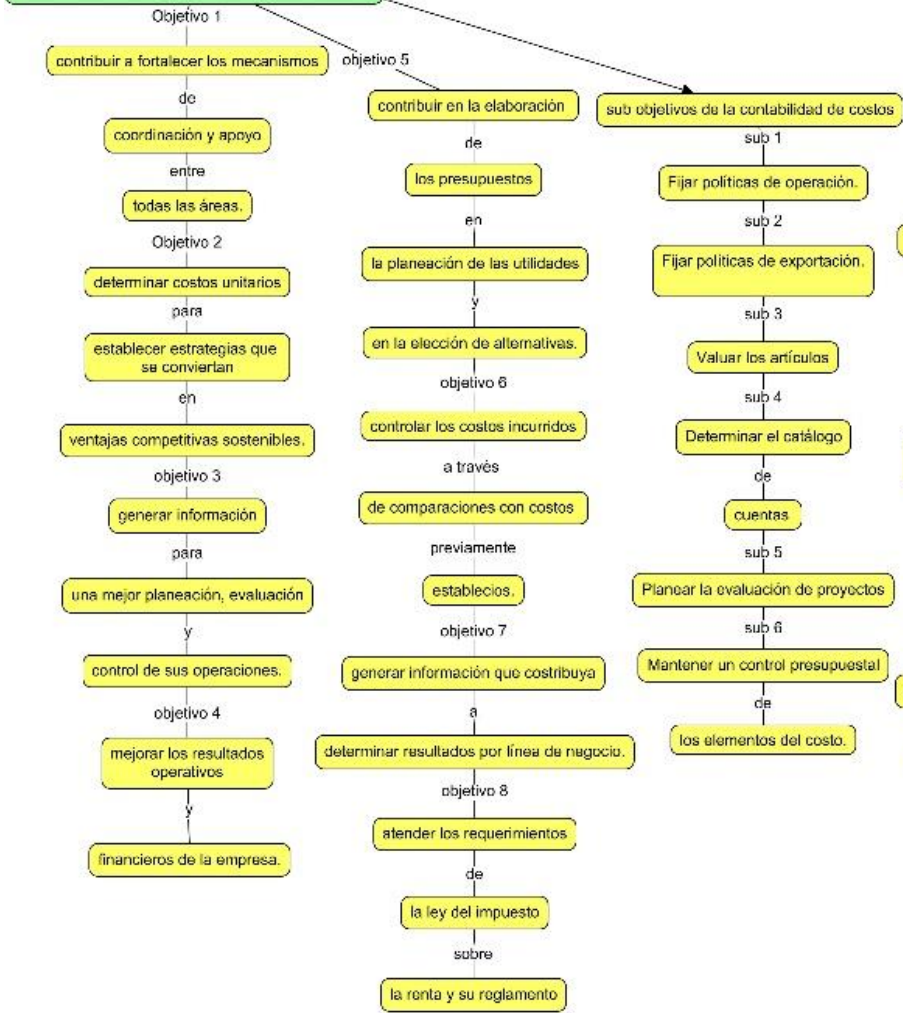 Objetivo 1
contribuir a fortalecer los mecanismos
de
coordinación y apoyo
entre
todas las áreas.
Objetivo 2
determinar costos unitarios
para
establecer estrategias que
se conviertan
en
ventajas competitivas sostenibles.
objetivo 3
generar información
para
una mejor planeación, evaluación
y
control de sus operaciones.
objetivo 4
mejorar los resultados
operativos
y
financieros de la empresa.
objetivo 5
contribuir en la elaboración
de
los presupuestos
en
la planeación de las utilidades
y
en la elección de alternativas.
objetivo 6
controlar los costos incurridos
a través
de comparaciones con costos
previamente
establecios.
objetivo 7
generar información que costribuya
a
determinar resultados por línea de negocio.
objetivo 8
atender los requerimientos
de
la ley del impuesto
sobre
la renta y su reglamento
sub objetivos de la contabilidad de costos
sub 1
Fijar políticas de operación.
sub 2
Fijar políticas de exportación.
sub 3
Valuar los artículos
sub 4
Determinar el catálogo
de
cuentas
sub 5
Planear la evaluación de proyectos
sub 6
Mantener un control presupuestal
de
los elementos del costo.